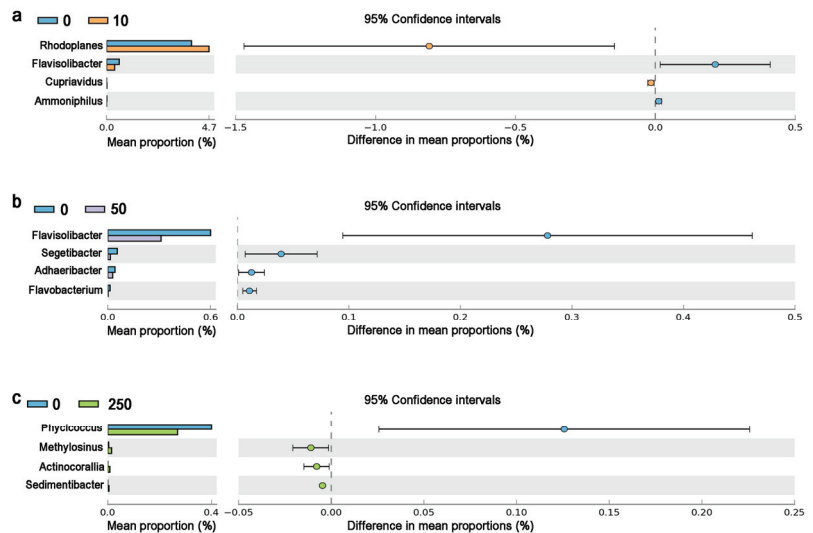 a
0 10
95% Confidence intervals
Rhodoplanes
Flavisolibacter
Cupriavidus
Ammoniphilus
0.0 4.7 −1.5 −1.0 −0.5 0.0 0.5
Mean proportion (%) Difference in mean proportions (%)
b
0 50
95% Confidence intervals
Flavisolibacter
Segetibacter
Adhaeribacter
Flavobacterium
0.0 0.6 0.0 0.1 0.2 0.3 0.4 0.5
Mean proportion (%) Difference in mean proportions (%)
c
0 250
95% Confidence intervals
Phycicoccus
Methylosinus
Actinocorallia
Sedimentibacter
0.0 0.4 −0.05 0.00 0.05 0.10 0.15 0.20 0.25
Mean proportion (%) Difference in mean proportions (%)